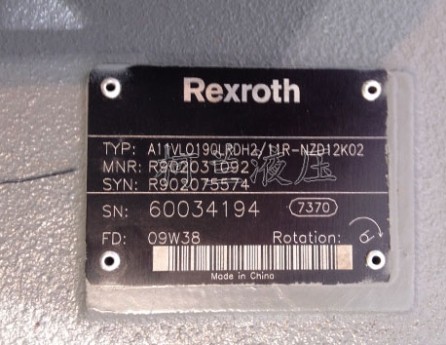 Rexroth
TYP: A11VLO190LRDH2/11R-NZD12K02
MNR: R902031092
SYN: R902075574
液压
SN: 60034194 7370
FD: 09W38 Rotation:
Made in China